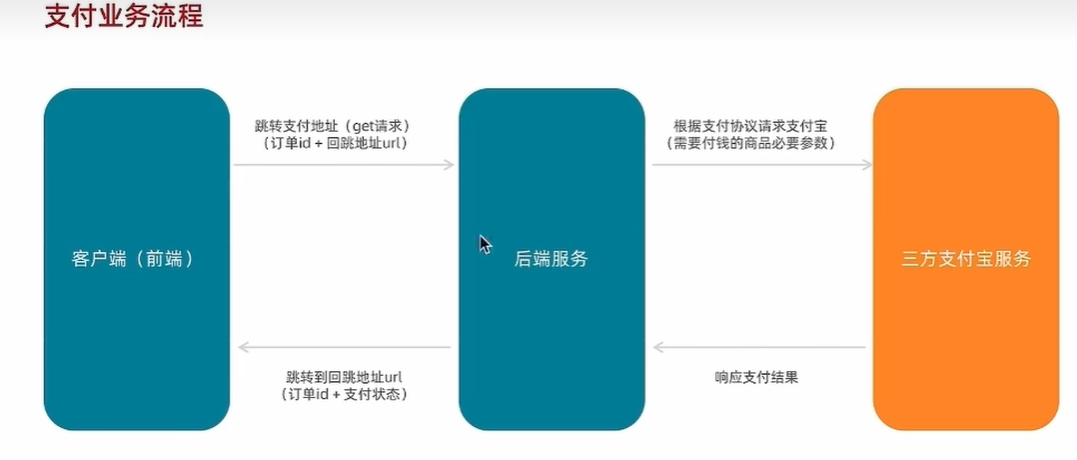 支付业务流程
跳转支付地址（get请求）
（订单id + 回跳地址url）
根据支付协议请求支付宝
（需要付钱的商品必要参数）
客户端（前端）
后端服务
三方支付宝服务
跳转到回跳地址url
（订单id + 支付状态）
响应支付结果